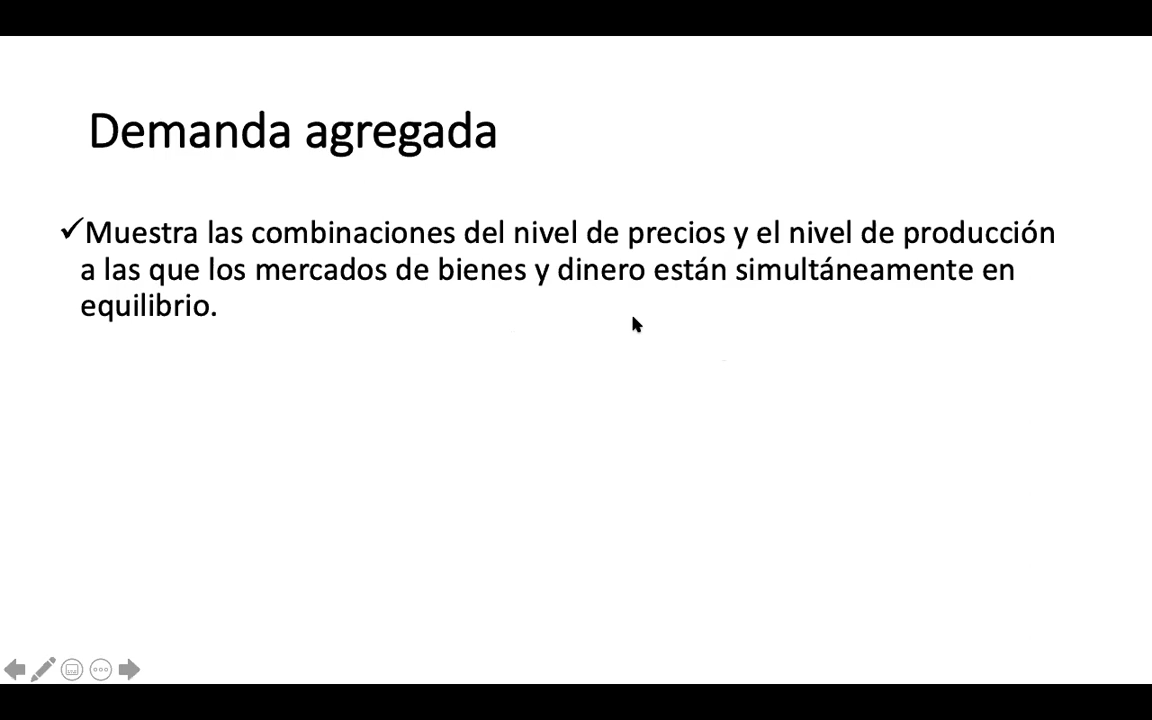 Demanda agregada
✓Muestra las combinaciones del nivel de precios y el nivel de producción
a las que los mercados de bienes y dinero están simultáneamente en
equilibrio.